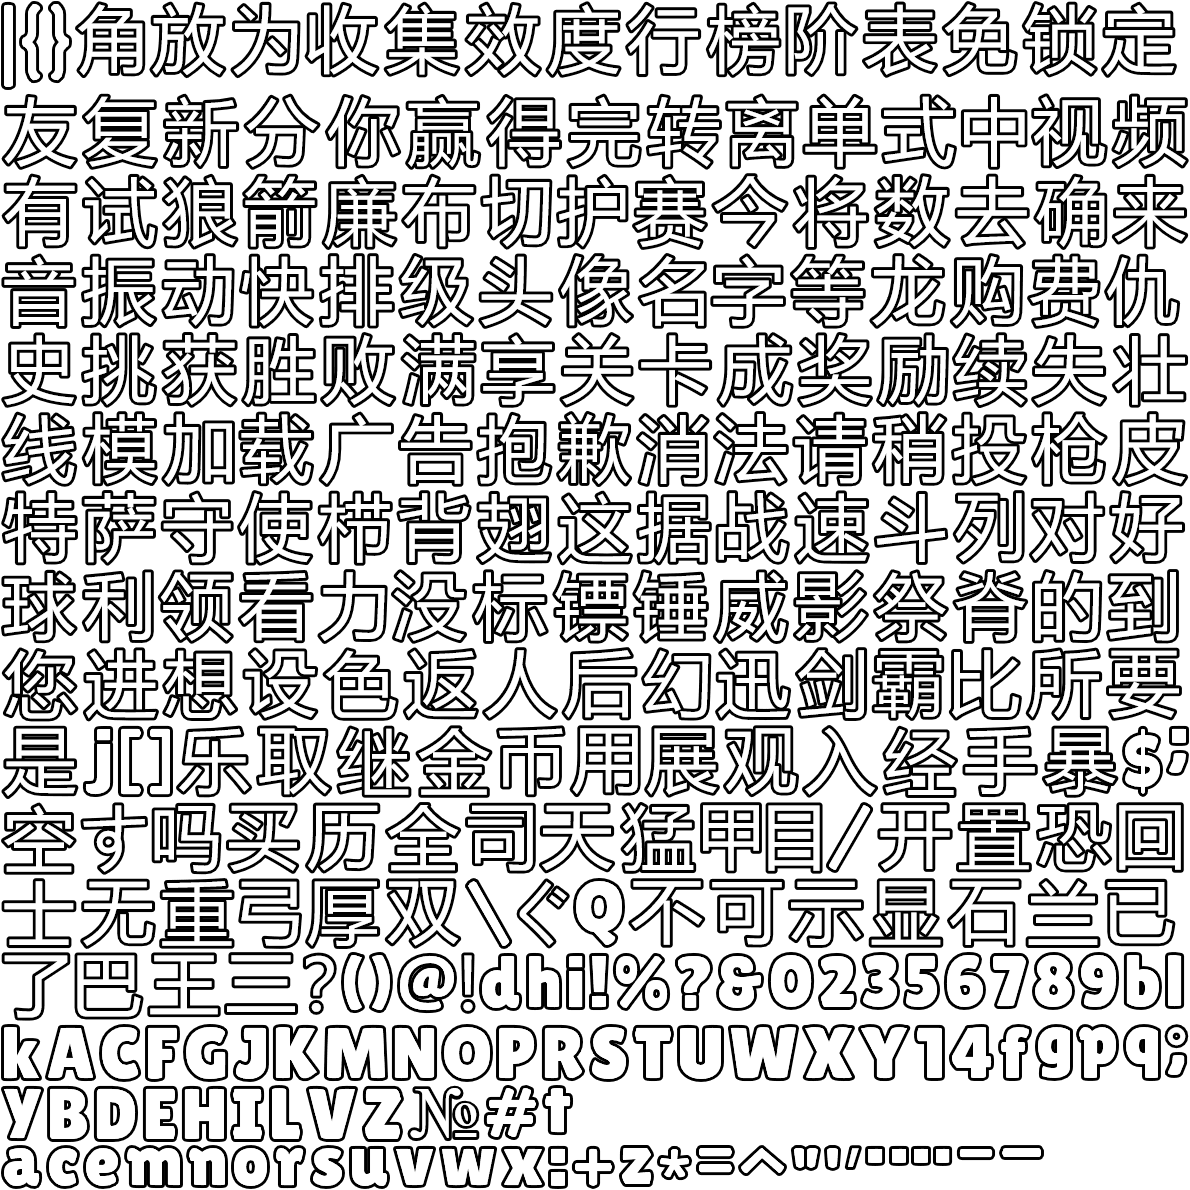 |{}角放为收集效度行榜阶表免锁定
友复新分你赢得完转离单式中视频
有试狼箭廉布切护赛今将数去确来
音振动快排级头像名字等龙购费仇
史挑获胜败满享关卡成奖励续失壮
线模加载广告抱歉消法请稍投枪皮
特萨守使栉背翅这据战速斗列对好
球利领看力没标镖锤威影祭脊的到
您进想设色返人后幻迅剑霸比所要
是j[]乐取继金币用展观入经手暴$;
空す吗买历全司天猛甲目/开置恐回
士无重弓厚双\ぐQ不可示显石兰已
了巴王三？()@！dhi!%?&02356789bl
kACFGJKMNOPRSTUWXY14fgpq；
yBDEHILVZ№#t
acemnorsuvwx:+z*=へ"'